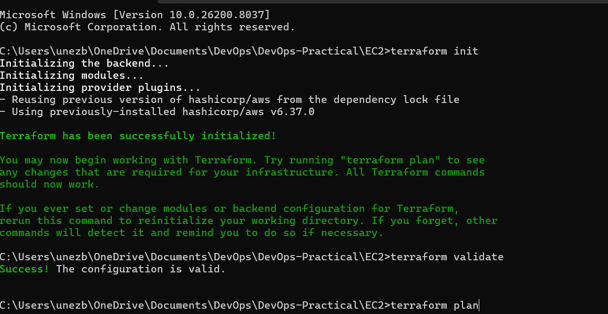 Microsoft Windows [Version 10.0.26200.8037]
(c) Microsoft Corporation. All rights reserved.
C:\Users\unezb\OneDrive\Documents\DevOps\DevOps-Practical\EC2>terraform init
Initializing the backend...
Initializing modules...
Initializing provider plugins...
- Reusing previous version of hashicorp/aws from the dependency lock file
- Using previously-installed hashicorp/aws v6.37.0
Terraform has been successfully initialized!
You may now begin working with Terraform. Try running "terraform plan" to see
any changes that are required for your infrastructure. All Terraform commands
should now work.
If you ever set or change modules or backend configuration for Terraform,
rerun this command to reinitialize your working directory. If you forget, other
commands will detect it and remind you to do so if necessary.
C:\Users\unezb\OneDrive\Documents\DevOps\DevOps-Practical\EC2>terraform validate
Success! The configuration is valid.
C:\Users\unezb\OneDrive\Documents\DevOps\DevOps-Practical\EC2>terraform plan